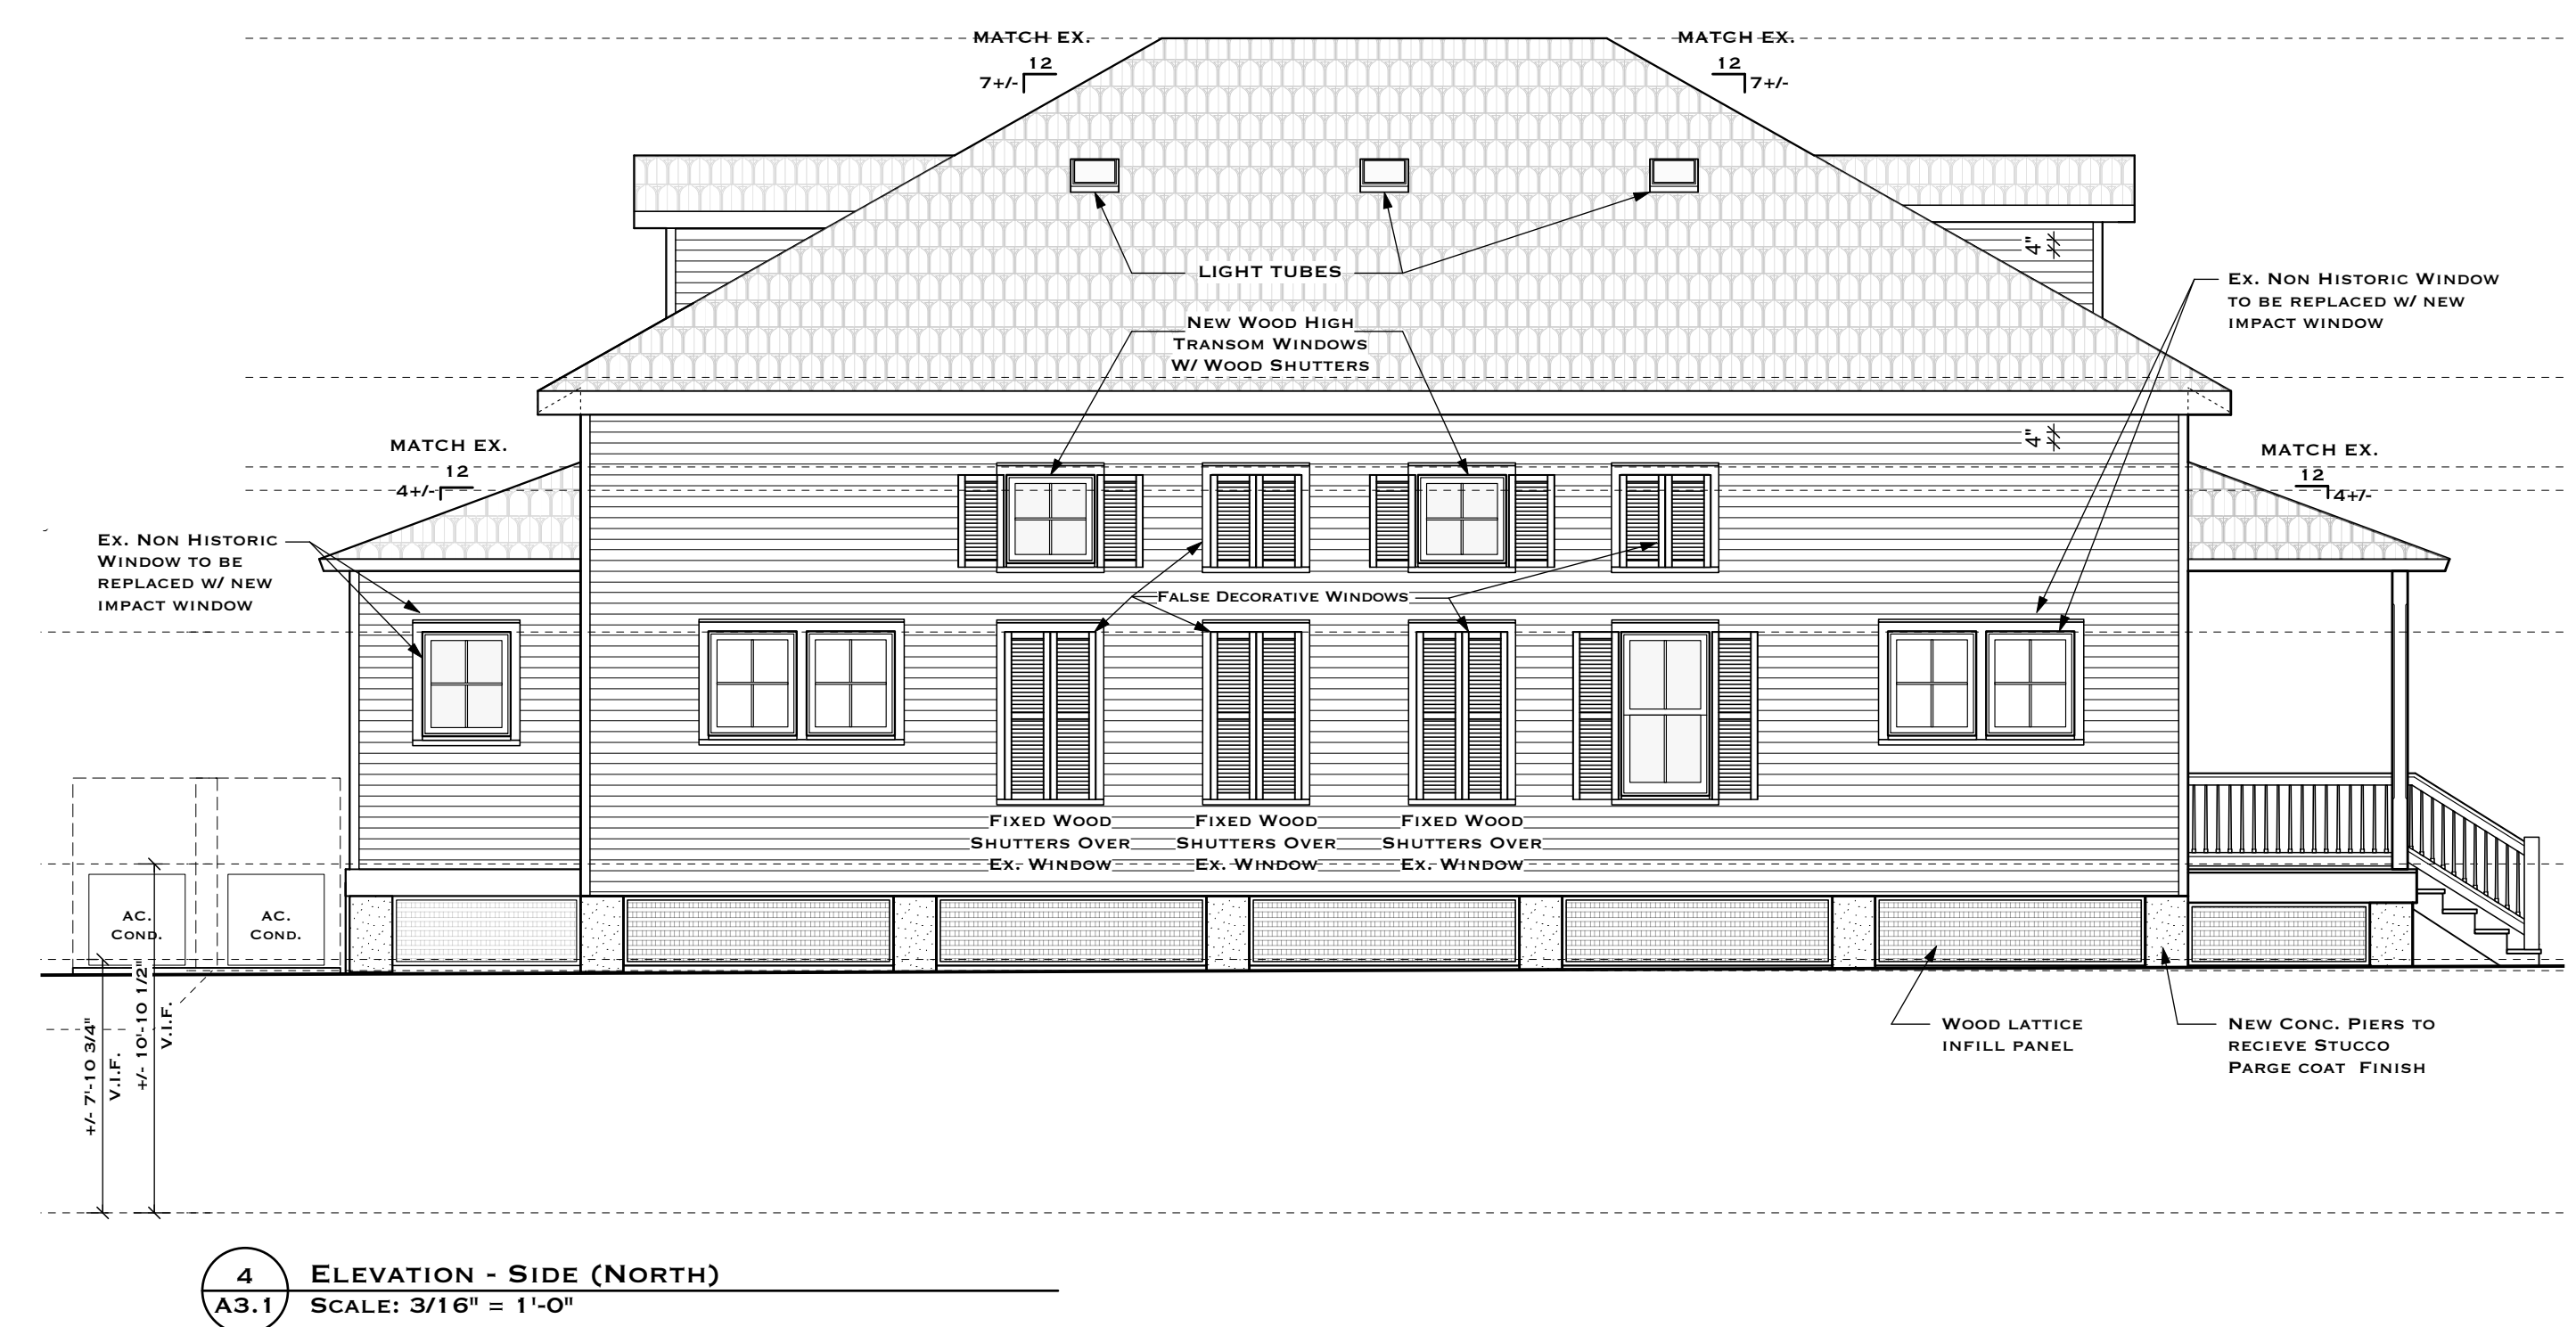 MATCH EX.
12
7+/-
MATCH EX.
12
7+/-
4"
LIGHT TUBES
EX. NON HISTORIC WINDOW
TO BE REPLACED W/ NEW
IMPACT WINDOW
NEW WOOD HIGH
TRANSOM WINDOWS
W/ WOOD SHUTTERS
4"
MATCH EX.
12
4+/-
MATCH EX.
12
4+/-
EX. NON HISTORIC
WINDOW TO BE
REPLACED W/ NEW
IMPACT WINDOW
FALSE DECORATIVE WINDOWS
FIXED WOOD
SHUTTERS OVER
EX. WINDOW
FIXED WOOD
SHUTTERS OVER
EX. WINDOW
FIXED WOOD
SHUTTERS OVER
EX. WINDOW
AC.
COND.
AC.
COND.
+/- 7'-10 3/4"
V.I.F.
+/- 10'-10 1/2"
V.I.F.
WOOD LATTICE
INFILL PANEL
NEW CONC. PIERS TO
RECIEVE STUCCO
PARGE COAT FINISH
4
A3.1
ELEVATION - SIDE (NORTH)
SCALE: 3/16" = 1'-0"